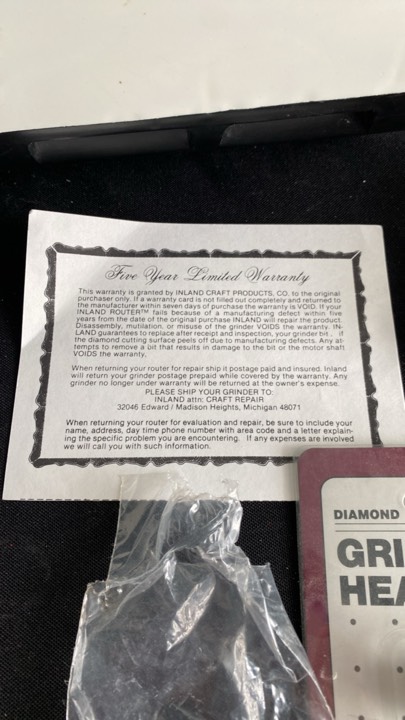 Five Year Limited Warranty
This warranty is granted by INLAND CRAFT PRODUCTS, CO. to the original
purchaser only. If a warranty card is not filled out completely and returned to
the manufacturer within seven days of purchase the warranty is VOID. If your
INLAND ROUTER™ fails because of a manufacturing defect within five
years from the date of the original purchase INLAND will repair the product.
Disassembly, mutilation, or misuse of the grinder VOIDS the warranty. IN-
LAND guarantees to replace after receipt and inspection, your grinder bit, if
the diamond cutting surface peels off due to manufacturing defects. Any at-
tempts to remove a bit that results in damage to the bit or the motor shaft
VOIDS the warranty.
When returning your router for repair ship it postage paid and insured. Inland
will return your grinder postage prepaid while covered by the warranty. Any
grinder no longer under warranty will be returned at the owner's expense.
PLEASE SHIP YOUR GRINDER TO:
INLAND attn: CRAFT REPAIR
32046 Edward / Madison Heights, Michigan 48071
When returning your router for evaluation and repair, be sure to include your
name, address, day time phone number with area code and a letter explain-
ing the specific problem you are encountering. If any expenses are involved
we will call you with such information.
DIAMOND
GRI
HEA